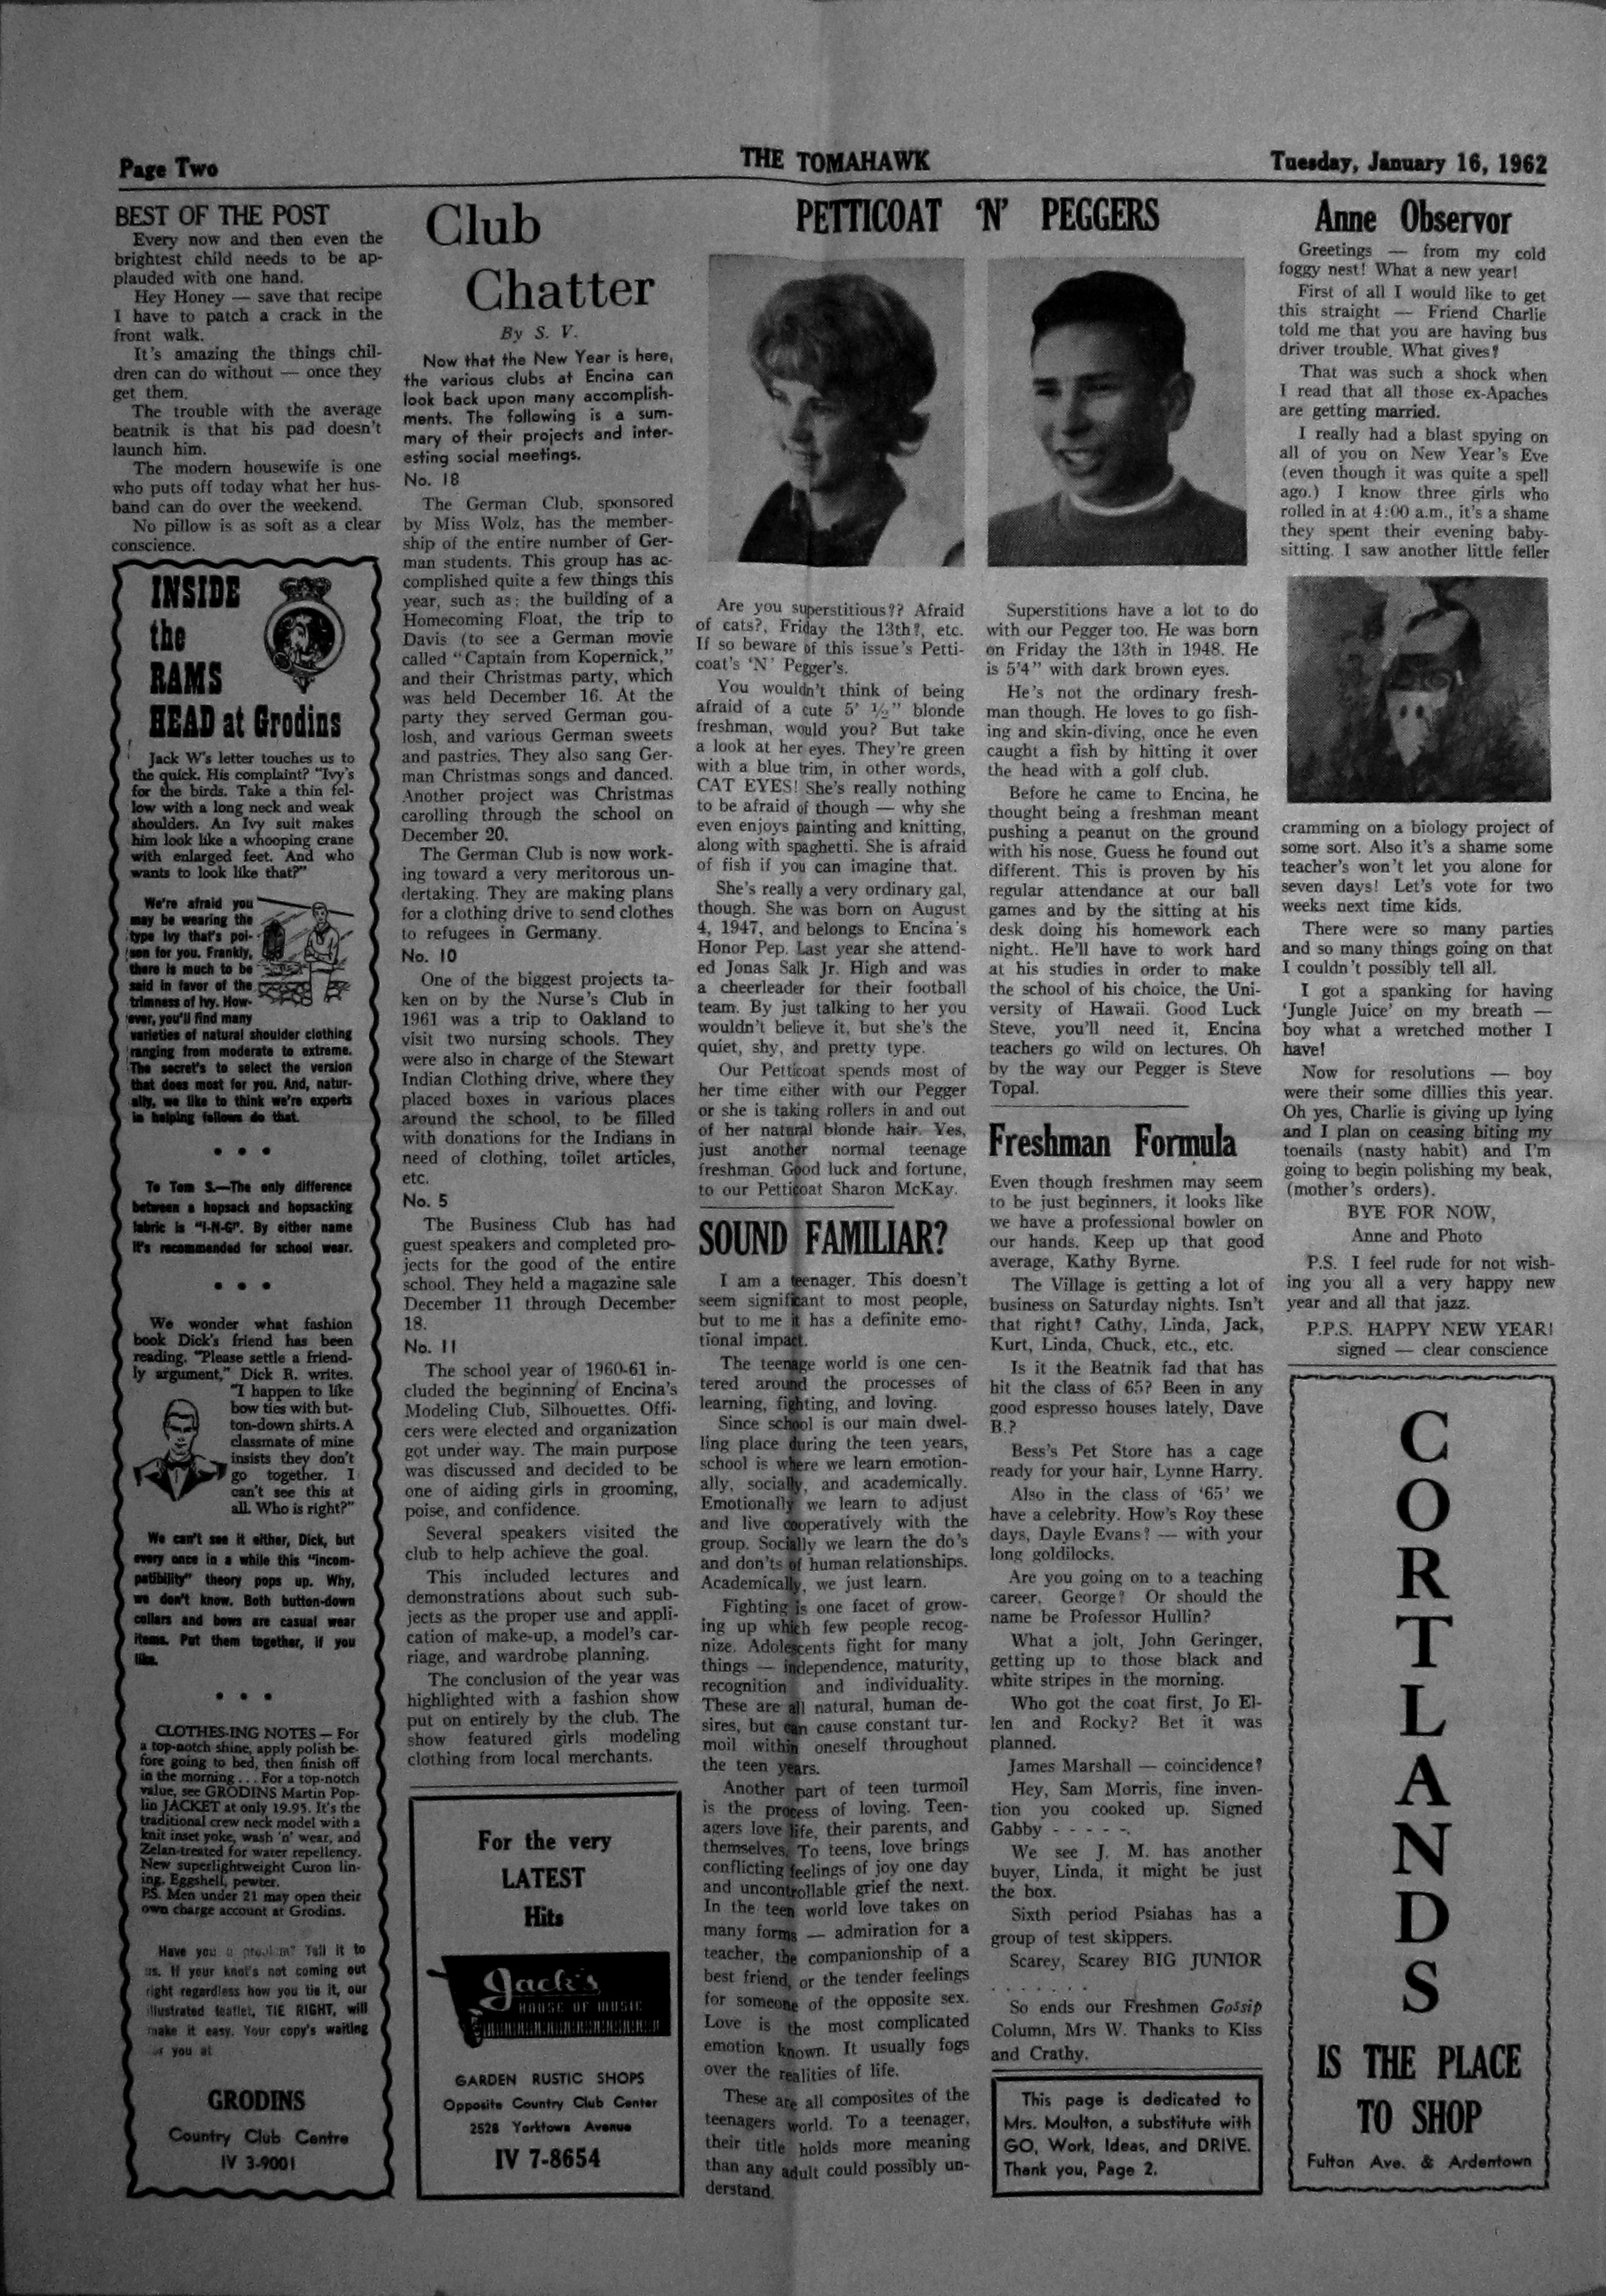 Page Two
THE TOMAHAWK
Tuesday, January 16, 1962
BEST OF THE POST
Every now and then even the
brightest child needs to be ap-
plauded with one hand.
Hey Honey — save that recipe
I have to patch a crack in the
front walk.
It's amazing the things chil-
dren can do without — once they
get them.
The trouble with the average
beatnik is that his pad doesn't
launch him.
The modern housewife is one
who puts off today what her hus-
band can do over the weekend.
No pillow is as soft as a clear
conscience.
INSIDE
the
RAMS
HEAD at Grodins
Jack W's letter touches us to
the quick. His complaint? "Ivy's
for the birds. Take a thin fel-
low with a long neck and weak
shoulders. An Ivy suit makes
him look like a whooping crane
with enlarged feet. And who
wants to look like that?"
We're afraid you
may be wearing the
type Ivy that's poi-
son for you. Frankly,
there is much to be
said in favor of the
trimness of Ivy. How-
ever, you'll find many
varieties of natural shoulder clothing
ranging from moderate to extreme.
The secret's to select the version
that does most for you. And, natur-
ally, we like to think we're experts
in helping fellows do that.
• • •
To Tom S.—The only difference
between a hopsack and hopsacking
fabric is "I-N-G". By either name
it's recommended for school wear.
• • •
We wonder what fashion
book Dick's friend has been
reading. "Please settle a friend-
ly argument," Dick R. writes.
"I happen to like
bow ties with but-
ton-down shirts. A
classmate of mine
insists they don't
go together. I
can't see this at
all. Who is right?"
We can't see it either, Dick, but
every once in a while this "incom-
patibility" theory pops up. Why,
we don't know. Both button-down
collars and bows are casual wear
items. Put them together, if you
like.
• • •
CLOTHES-ING NOTES — For
a top-notch shine, apply polish be-
fore going to bed, then finish off
in the morning . . . For a top-notch
value, see GRODINS Martin Pop-
lin JACKET at only 19.95. It's the
traditional crew neck model with a
knit inset yoke, wash 'n' wear, and
Zelan-treated for water repellency.
New superlightweight Curon lin-
ing. Eggshell, pewter.
P.S. Men under 21 may open their
own charge account at Grodins.
Have you a problem? Tell it to
us. If your knot's not coming out
right regardless how you tie it, our
illustrated leaflet, TIE RIGHT, will
make it easy. Your copy's waiting
or you at
GRODINS
Country Club Centre
IV 3-9001
Club
Chatter
By S. V.
Now that the New Year is here,
the various clubs at Encina can
look back upon many accomplish-
ments. The following is a sum-
mary of their projects and inter-
esting social meetings.
No. 18
The German Club, sponsored
by Miss Wolz, has the member-
ship of the entire number of Ger-
man students. This group has ac-
complished quite a few things this
year, such as: the building of a
Homecoming Float, the trip to
Davis (to see a German movie
called "Captain from Kopernick,"
and their Christmas party, which
was held December 16. At the
party they served German gou-
losh, and various German sweets
and pastries. They also sang Ger-
man Christmas songs and danced.
Another project was Christmas
carolling through the school on
December 20.
The German Club is now work-
ing toward a very meritorous un-
dertaking. They are making plans
for a clothing drive to send clothes
to refugees in Germany.
No. 10
One of the biggest projects ta-
ken on by the Nurse's Club in
1961 was a trip to Oakland to
visit two nursing schools. They
were also in charge of the Stewart
Indian Clothing drive, where they
placed boxes in various places
around the school, to be filled
with donations for the Indians in
need of clothing, toilet articles,
etc.
No. 5
The Business Club has had
guest speakers and completed pro-
jects for the good of the entire
school. They held a magazine sale
December 11 through December
18.
No. 11
The school year of 1960-61 in-
cluded the beginning of Encina's
Modeling Club, Silhouettes. Offi-
cers were elected and organization
got under way. The main purpose
was discussed and decided to be
one of aiding girls in grooming,
poise, and confidence.
Several speakers visited the
club to help achieve the goal.
This included lectures and
demonstrations about such sub-
jects as the proper use and appli-
cation of make-up, a model's car-
riage, and wardrobe planning.
The conclusion of the year was
highlighted with a fashion show
put on entirely by the club. The
show featured girls modeling
clothing from local merchants.
For the very
LATEST
Hits
Jack's
HOUSE OF MUSIC
GARDEN RUSTIC SHOPS
Opposite Country Club Center
2528 Yorktown Avenue
IV 7-8654
PETTICOAT 'N' PEGGERS
Are you superstitious?? Afraid
of cats?, Friday the 13th?, etc.
If so beware of this issue's Petti-
coat's 'N' Pegger's.
You wouldn't think of being
afraid of a cute 5' ½" blonde
freshman, would you? But take
a look at her eyes. They're green
with a blue trim, in other words,
CAT EYES! She's really nothing
to be afraid of though — why she
even enjoys painting and knitting,
along with spaghetti. She is afraid
of fish if you can imagine that.
She's really a very ordinary gal,
though. She was born on August
4, 1947, and belongs to Encina's
Honor Pep. Last year she attend-
ed Jonas Salk Jr. High and was
a cheerleader for their football
team. By just talking to her you
wouldn't believe it, but she's the
quiet, shy, and pretty type.
Our Petticoat spends most of
her time either with our Pegger
or she is taking rollers in and out
of her natural blonde hair. Yes,
just another normal teenage
freshman. Good luck and fortune,
to our Petticoat Sharon McKay.
SOUND FAMILIAR?
I am a teenager. This doesn't
seem significant to most people,
but to me it has a definite emo-
tional impact.
The teenage world is one cen-
tered around the processes of
learning, fighting, and loving.
Since school is our main dwel-
ling place during the teen years,
school is where we learn emotion-
ally, socially, and academically.
Emotionally we learn to adjust
and live cooperatively with the
group. Socially we learn the do's
and don'ts of human relationships.
Academically, we just learn.
Fighting is one facet of grow-
ing up which few people recog-
nize. Adolescents fight for many
things — independence, maturity,
recognition and individuality.
These are all natural, human de-
sires, but can cause constant tur-
moil within oneself throughout
the teen years.
Another part of teen turmoil
is the process of loving. Teen-
agers love life, their parents, and
themselves. To teens, love brings
conflicting feelings of joy one day
and uncontrollable grief the next.
In the teen world love takes on
many forms — admiration for a
teacher, the companionship of a
best friend, or the tender feelings
for someone of the opposite sex.
Love is the most complicated
emotion known. It usually fogs
over the realities of life.
These are all composites of the
teenagers world. To a teenager,
their title holds more meaning
than any adult could possibly un-
derstand.
Superstitions have a lot to do
with our Pegger too. He was born
on Friday the 13th in 1948. He
is 5'4" with dark brown eyes.
He's not the ordinary fresh-
man though. He loves to go fish-
ing and skin-diving, once he even
caught a fish by hitting it over
the head with a golf club.
Before he came to Encina, he
thought being a freshman meant
pushing a peanut on the ground
with his nose. Guess he found out
different. This is proven by his
regular attendance at our ball
games and by the sitting at his
desk doing his homework each
night.. He'll have to work hard
at his studies in order to make
the school of his choice, the Uni-
versity of Hawaii. Good Luck
Steve, you'll need it, Encina
teachers go wild on lectures. Oh
by the way our Pegger is Steve
Topal.
Freshman Formula
Even though freshmen may seem
to be just beginners, it looks like
we have a professional bowler on
our hands. Keep up that good
average, Kathy Byrne.
The Village is getting a lot of
business on Saturday nights. Isn't
that right? Cathy, Linda, Jack,
Kurt, Linda, Chuck, etc., etc.
Is it the Beatnik fad that has
hit the class of 65? Been in any
good espresso houses lately, Dave
B.?
Bess's Pet Store has a cage
ready for your hair, Lynne Harry.
Also in the class of '65' we
have a celebrity. How's Roy these
days, Dayle Evans? — with your
long goldilocks.
Are you going on to a teaching
career, George? Or should the
name be Professor Hullin?
What a jolt, John Geringer,
getting up to those black and
white stripes in the morning.
Who got the coat first, Jo El-
len and Rocky? Bet it was
planned.
James Marshall — coincidence?
Hey, Sam Morris, fine inven-
tion you cooked up. Signed
Gabby - - - - -.
We see J. M. has another
buyer, Linda, it might be just
the box.
Sixth period Psiahas has a
group of test skippers.
Scarey, Scarey BIG JUNIOR
. . . . . . .
So ends our Freshmen Gossip
Column, Mrs W. Thanks to Kiss
and Crathy.
This page is dedicated to
Mrs. Moulton, a substitute with
GO, Work, Ideas, and DRIVE.
Thank you, Page 2.
Anne Observor
Greetings — from my cold
foggy nest! What a new year!
First of all I would like to get
this straight — Friend Charlie
told me that you are having bus
driver trouble. What gives?
That was such a shock when
I read that all those ex-Apaches
are getting married.
I really had a blast spying on
all of you on New Year's Eve
(even though it was quite a spell
ago.) I know three girls who
rolled in at 4:00 a.m., it's a shame
they spent their evening baby-
sitting. I saw another little feller
cramming on a biology project of
some sort. Also it's a shame some
teacher's won't let you alone for
seven days! Let's vote for two
weeks next time kids.
There were so many parties
and so many things going on that
I couldn't possibly tell all.
I got a spanking for having
'Jungle Juice' on my breath —
boy what a wretched mother I
have!
Now for resolutions — boy
were their some dillies this year.
Oh yes, Charlie is giving up lying
and I plan on ceasing biting my
toenails (nasty habit) and I'm
going to begin polishing my beak,
(mother's orders).
BYE FOR NOW,
Anne and Photo
P.S. I feel rude for not wish-
ing you all a very happy new
year and all that jazz.
P.P.S. HAPPY NEW YEAR!
signed — clear conscience
CORTLANDS
IS THE PLACE
TO SHOP
Fulton Ave. & Ardentown